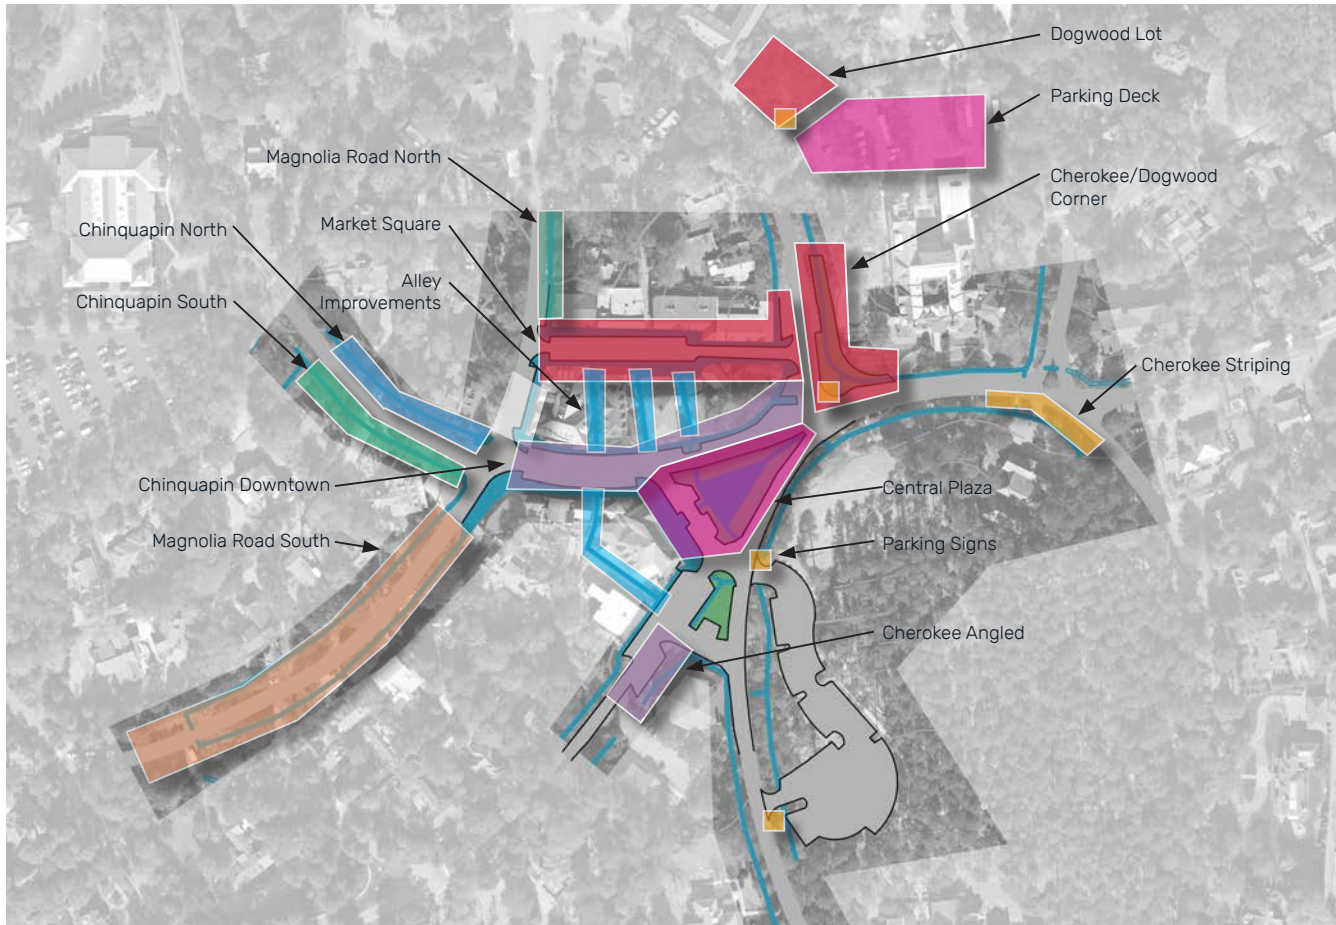 Dogwood Lot
Parking Deck
Magnolia Road North
Cherokee/Dogwood
Corner
Market Square
Chinquapin North
Alley
Improvements
Chinquapin South
Cherokee Striping
Chinquapin Downtown
Central Plaza
Magnolia Road South
Parking Signs
Cherokee Angled